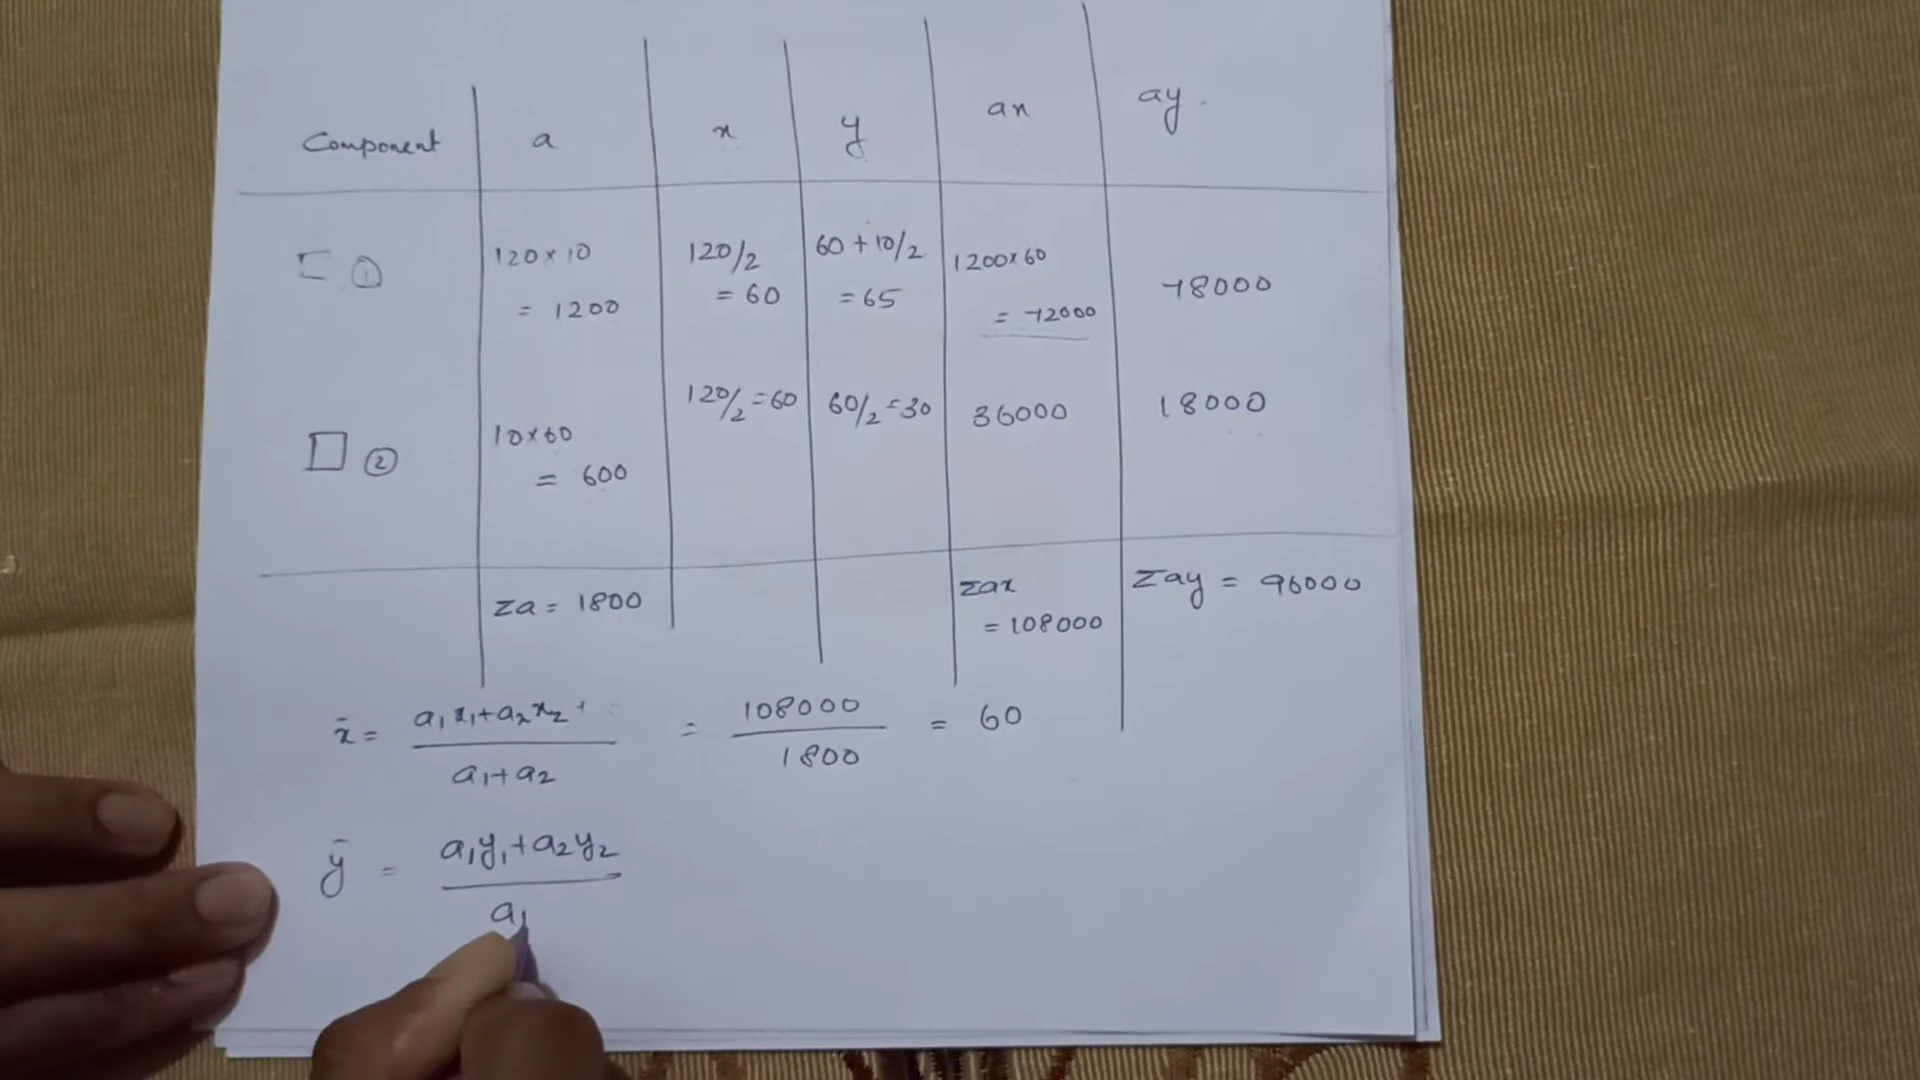 Component a x y ax ay
① 120×10 = 1200 120/2 = 60 60 + 10/2 = 65 1200×60 = 72000 78000
② 10×60 = 600 120/2 = 60 60/2 = 30 36000 18000
Σa = 1800 Σax = 108000 Σay = 96000
x̄ = a₁x₁+a₂x₂+ / a₁+a₂ = 108000 / 1800 = 60
ȳ = a₁y₁+a₂y₂ / a₁